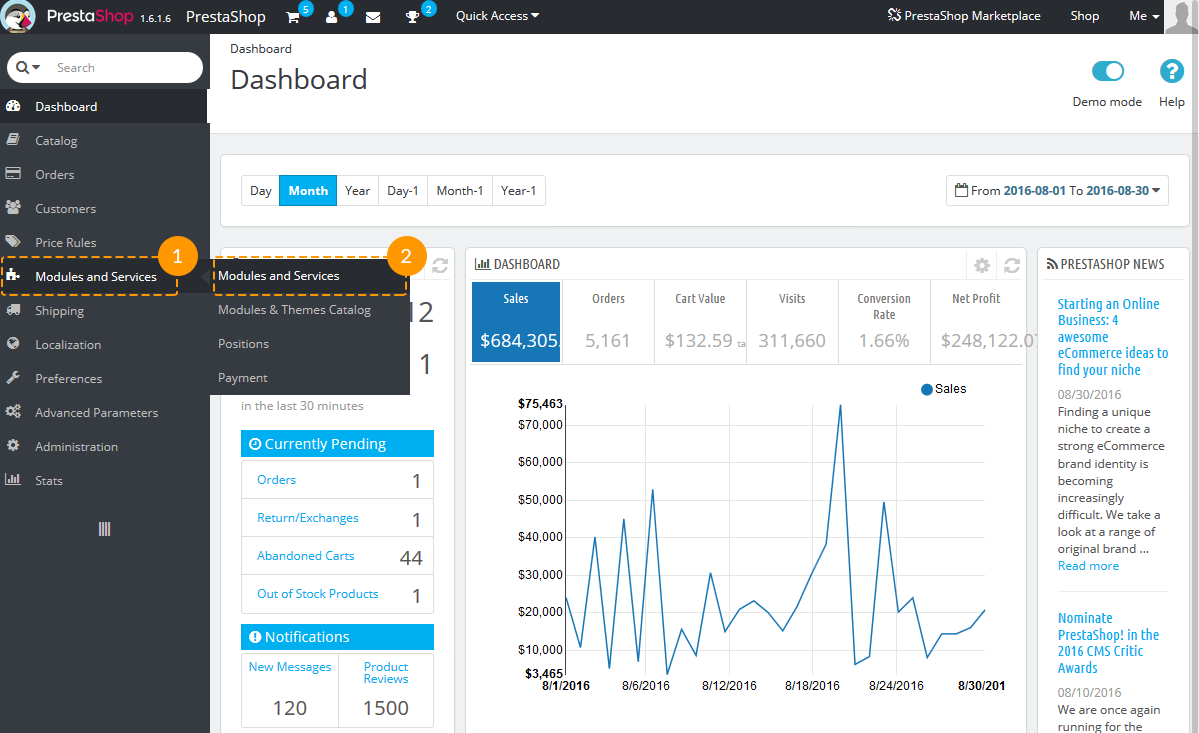 PrestaShop 1.6.1.6 PrestaShop 5 1 2 Quick Access PrestaShop Marketplace Shop Me
Search
Dashboard
Catalog
Orders
Customers
Price Rules
Modules and Services
Shipping
Localization
Preferences
Advanced Parameters
Administration
Stats
1
2
Modules and Services
Modules & Themes Catalog
Positions
Payment
Dashboard
Dashboard
Demo mode
Help
Day Month Year Day-1 Month-1 Year-1
From 2016-08-01 To 2016-08-30
12
1
in the last 30 minutes
Currently Pending
Orders 1
Return/Exchanges 1
Abandoned Carts 44
Out of Stock Products 1
Notifications
New Messages
120
Product
Reviews
1500
DASHBOARD
Sales
$684,305.
Orders
5,161
Cart Value
$132.59 ta
Visits
311,660
Conversion
Rate
1.66%
Net Profit
$248,122.07
Sales
$75,463
$70,000
$60,000
$50,000
$40,000
$30,000
$20,000
$10,000
$3,465
8/1/2016 8/6/2016 8/12/2016 8/18/2016 8/24/2016 8/30/201
PRESTASHOP NEWS
Starting an Online
Business: 4
awesome
eCommerce ideas to
find your niche
08/30/2016
Finding a unique
niche to create a
strong eCommerce
brand identity is
becoming
increasingly
difficult. We take a
look at a range of
original brand ...
Read more
Nominate
PrestaShop! in the
2016 CMS Critic
Awards
08/10/2016
We are once again
running for the